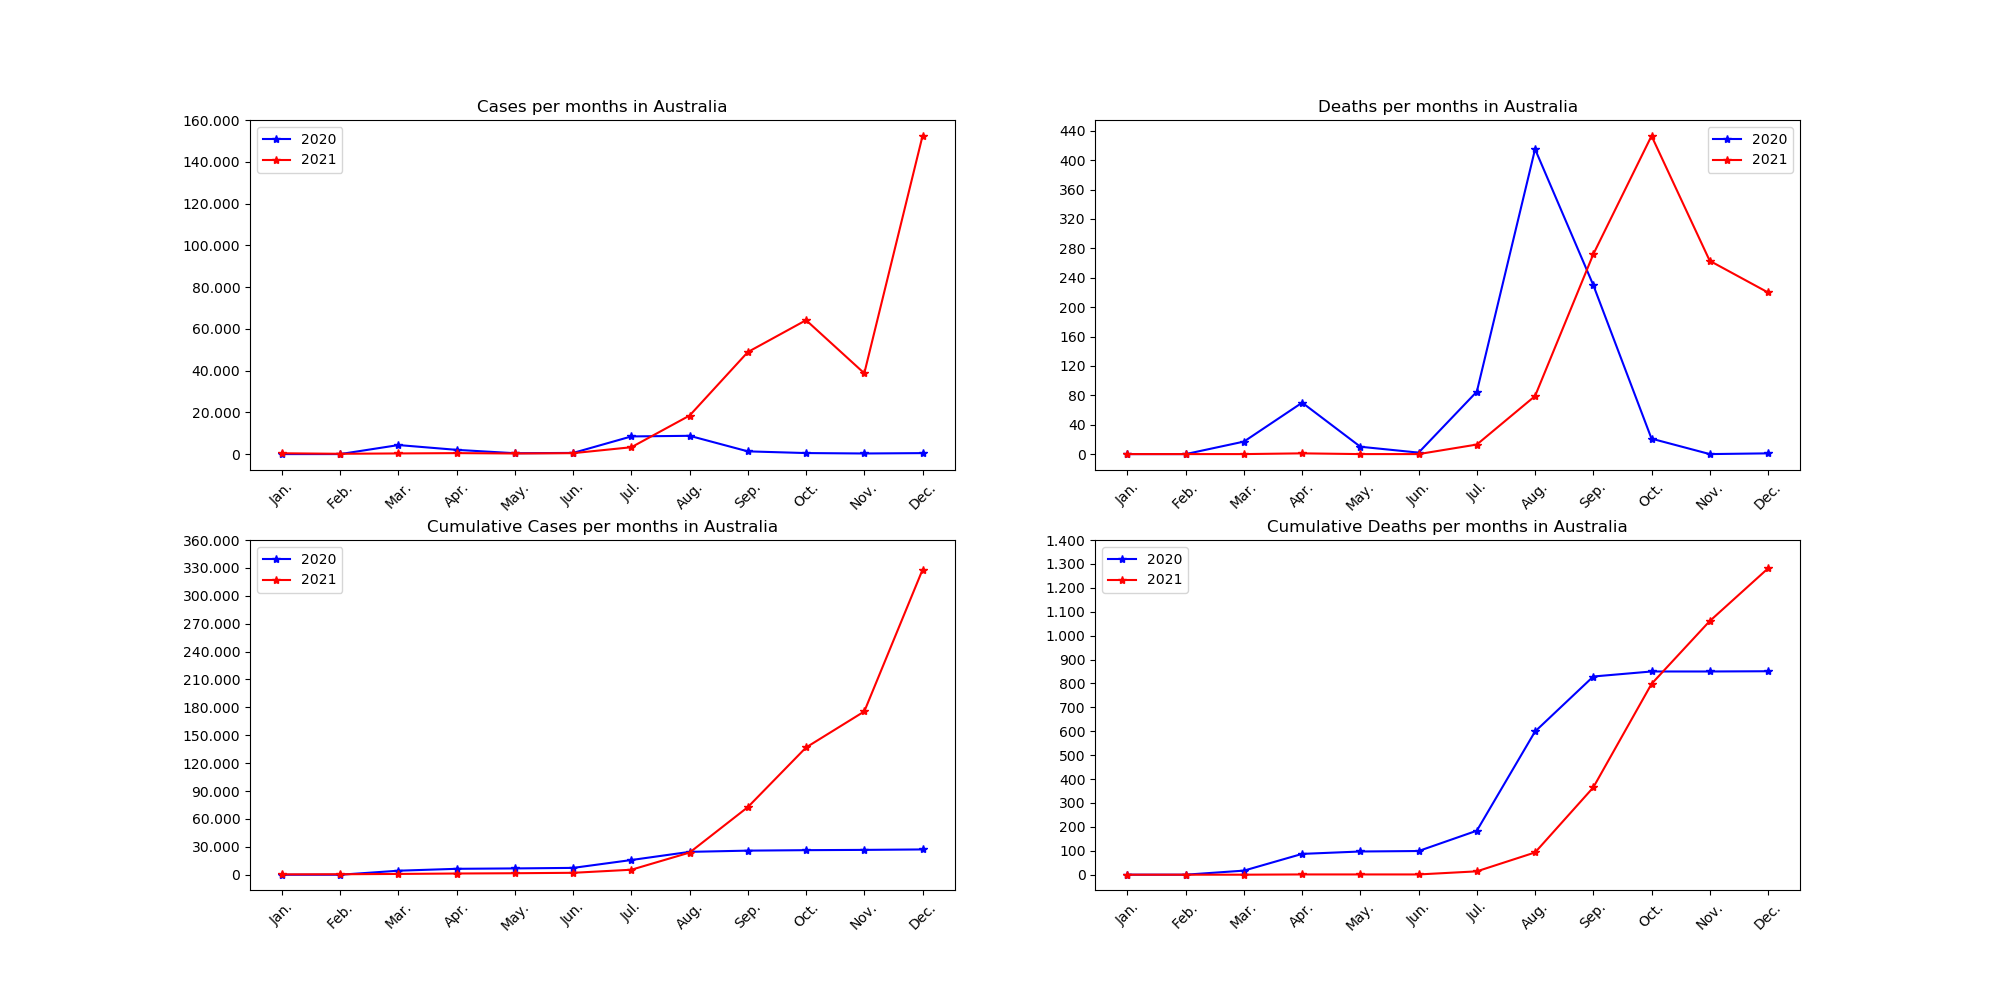 Cases per months in Australia
160.000
140.000
120.000
100.000
80.000
60.000
40.000
20.000
0
2020
2021
Jan.
Feb.
Mar.
Apr.
May.
Jun.
Jul.
Aug.
Sep.
Oct.
Nov.
Dec.
Deaths per months in Australia
440
400
360
320
280
240
200
160
120
80
40
0
2020
2021
Jan.
Feb.
Mar.
Apr.
May.
Jun.
Jul.
Aug.
Sep.
Oct.
Nov.
Dec.
Cumulative Cases per months in Australia
360.000
330.000
300.000
270.000
240.000
210.000
180.000
150.000
120.000
90.000
60.000
30.000
0
2020
2021
Jan.
Feb.
Mar.
Apr.
May.
Jun.
Jul.
Aug.
Sep.
Oct.
Nov.
Dec.
Cumulative Deaths per months in Australia
1.400
1.300
1.200
1.100
1.000
900
800
700
600
500
400
300
200
100
0
2020
2021
Jan.
Feb.
Mar.
Apr.
May.
Jun.
Jul.
Aug.
Sep.
Oct.
Nov.
Dec.